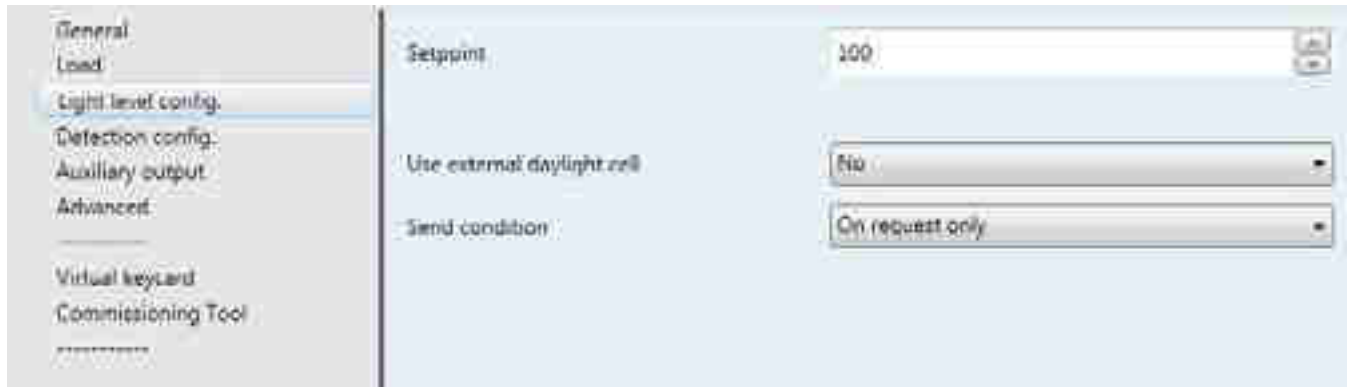 General
Load
Light level config.
Detection config.
Auxiliary output
Advanced
-----------
Virtual keycard
Commissioning Tool
-----------
Setpoint
100
Use external daylight cell
No
Send condition
On request only